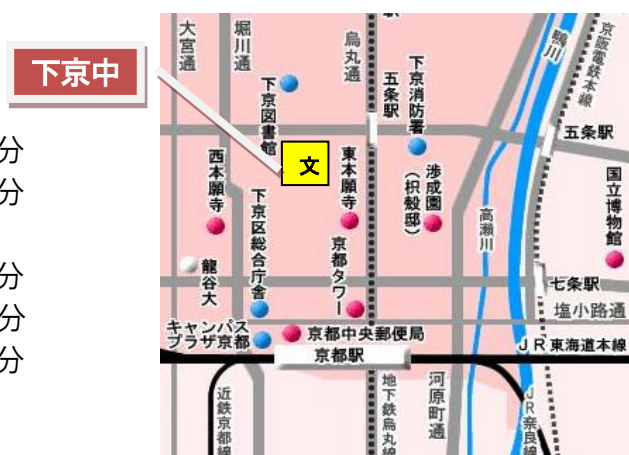 下京中
分
分
分
分
分
大宮通
堀川通
烏丸通
駅
鴨川
京阪電鉄本線
下京図書館
五条駅
下京消防署
五条駅
文
西本願寺
東本願寺
渉成園
(枳殻邸)
国立博物館
高瀬川
下京区総合庁舎
京都タワー
龍谷大
七条駅
塩小路通
キャンパス
プラザ京都
京都中央郵便局
京都駅
JR東海道本線
近鉄京都線
地下鉄烏丸線
河原町通
JR奈良線